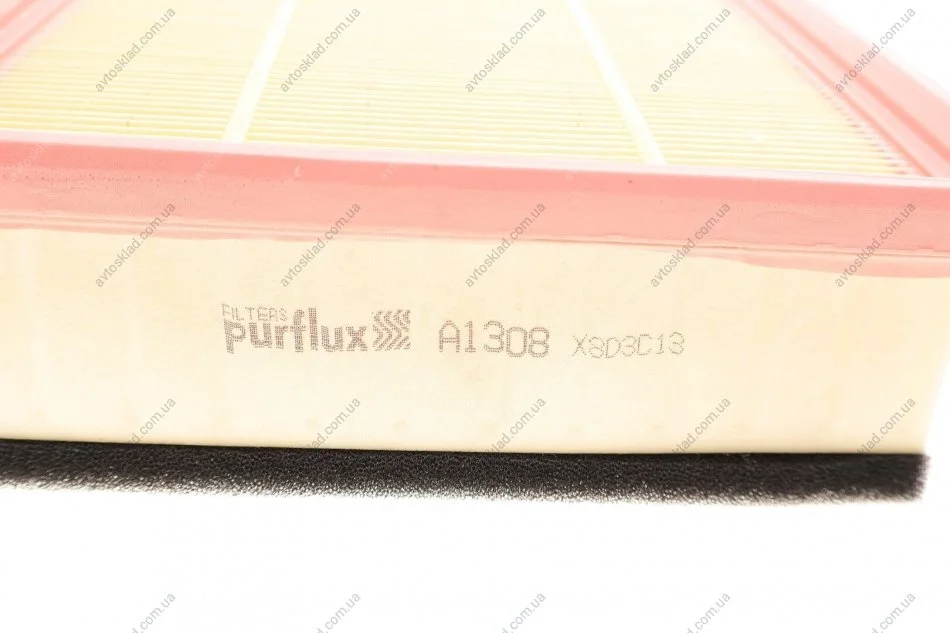 FILTERS
purflux A1308 X8D3C13
avtosklad.com.ua